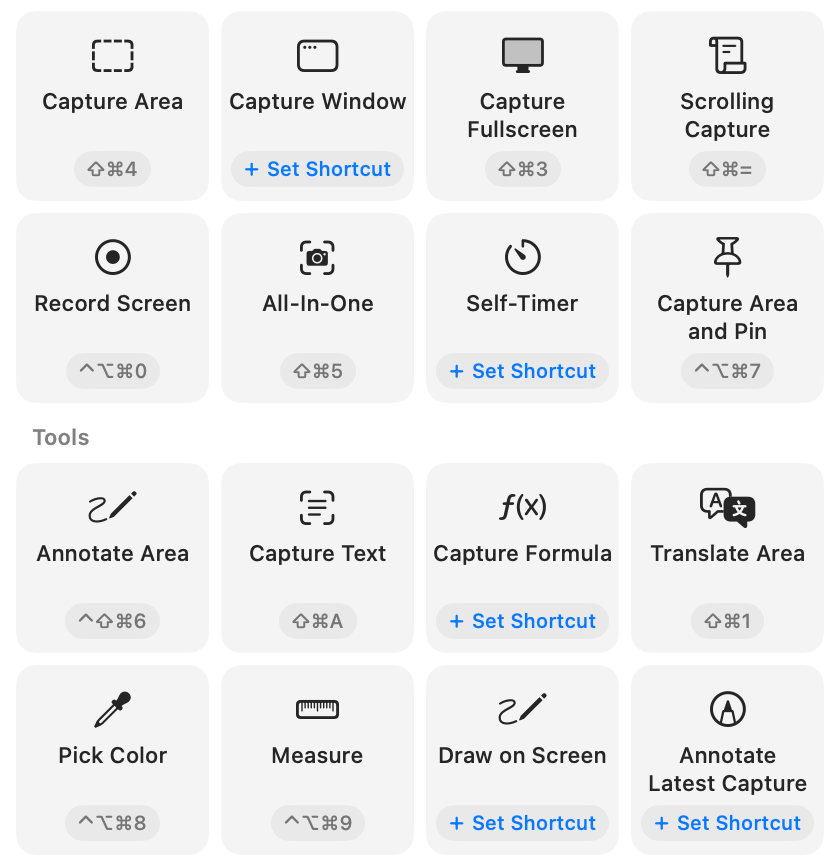 Capture Area
Capture Window
Capture
Fullscreen
Scrolling
Capture
⇧⌘4
+ Set Shortcut
⇧⌘3
⇧⌘=
Record Screen
All-In-One
Self-Timer
Capture Area
and Pin
⌃⌥⌘0
⇧⌘5
+ Set Shortcut
⌃⌥⌘7
Tools
f(x)
A
文
Annotate Area
Capture Text
Capture Formula
Translate Area
⌃⇧⌘6
⇧⌘A
+ Set Shortcut
⇧⌘1
Pick Color
Measure
Draw on Screen
Annotate
Latest Capture
⌃⌥⌘8
⌃⌥⌘9
+ Set Shortcut
+ Set Shortcut